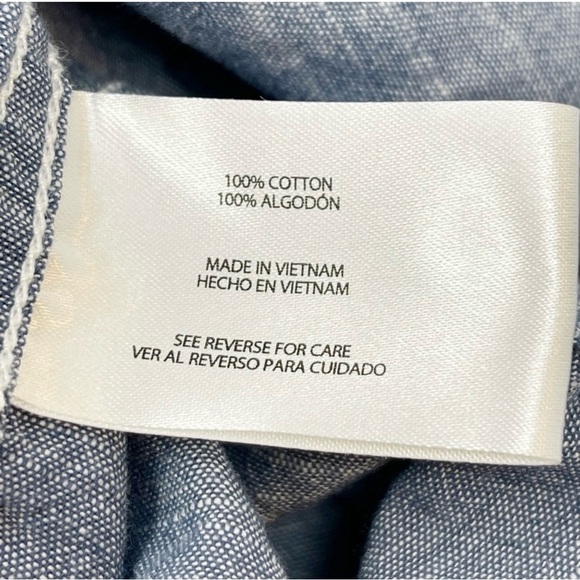 100% COTTON
100% ALGODÓN
MADE IN VIETNAM
HECHO EN VIETNAM
SEE REVERSE FOR CARE
VER AL REVERSO PARA CUIDADO